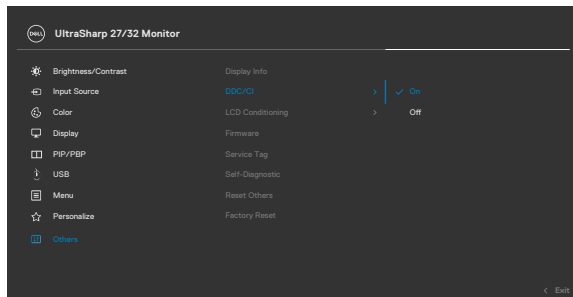 DELL UltraSharp 27/32 Monitor
Brightness/Contrast Display Info
Input Source DDC/CI > ✓ On
Color LCD Conditioning > Off
Display Firmware
PIP/PBP Service Tag
USB Self-Diagnostic
Menu Reset Others
Personalize Factory Reset
Others
< Exit